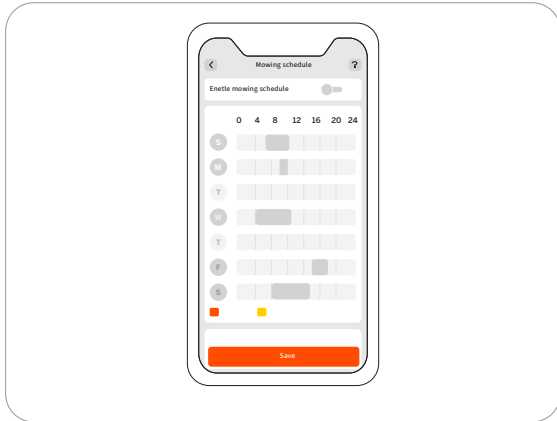 Mowing schedule
?
Enetle mowing schedule
0 4 8 12 16 20 24
S
M
T
W
T
F
S
Save